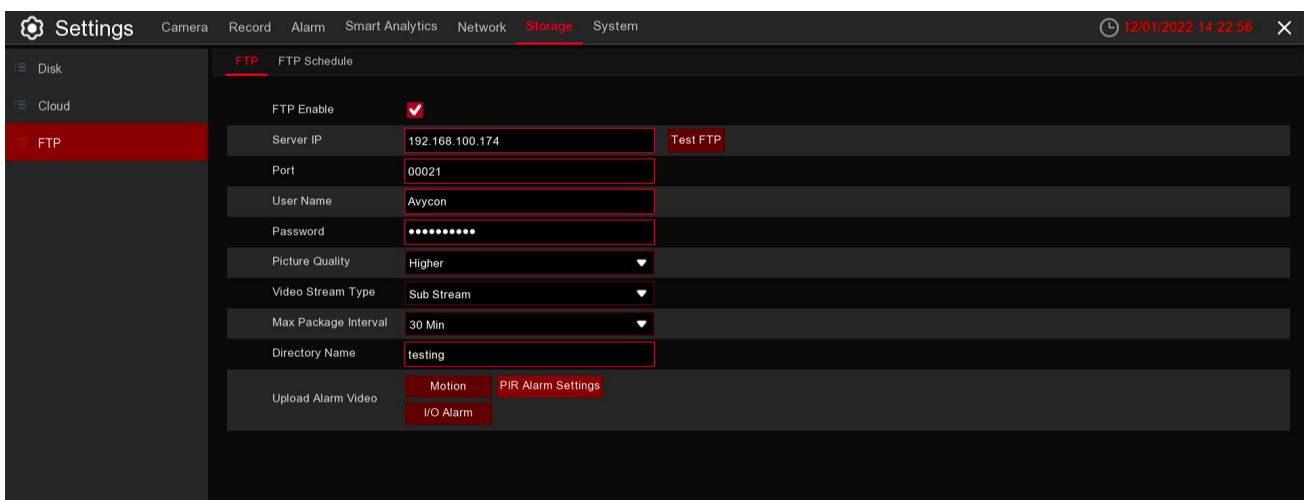 Settings Camera Record Alarm Smart Analytics Network Storage System 12/01/2022 14:22:56
Disk
Cloud
FTP
FTP FTP Schedule
FTP Enable
Server IP 192.168.100.174 Test FTP
Port 00021
User Name Avycon
Password ••••••••••
Picture Quality Higher
Video Stream Type Sub Stream
Max Package Interval 30 Min
Directory Name testing
Upload Alarm Video Motion PIR Alarm Settings
I/O Alarm